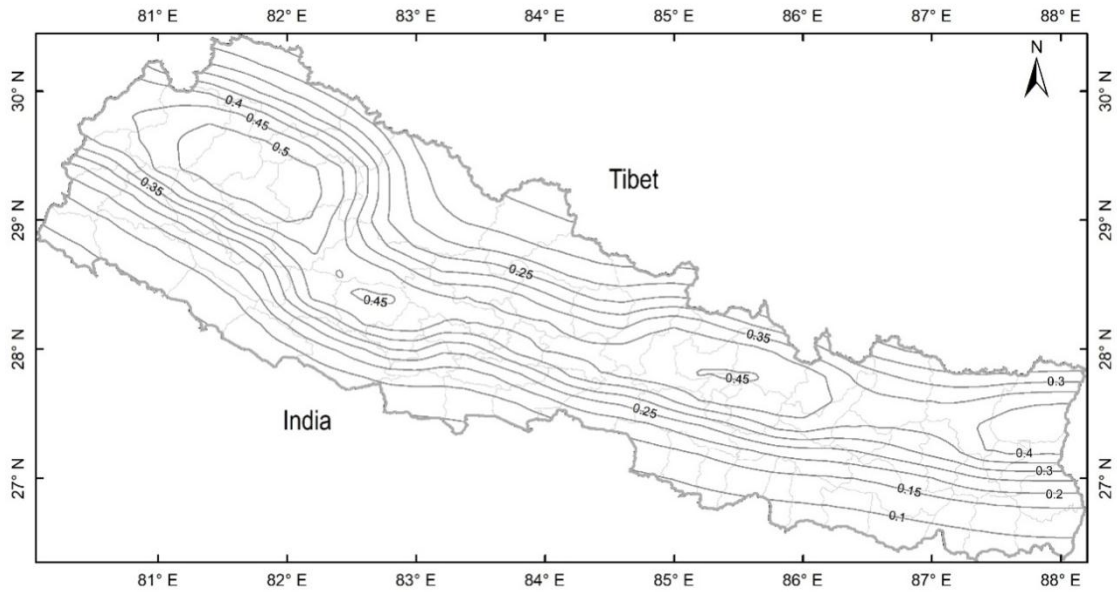 81° E 82° E 83° E 84° E 85° E 86° E 87° E 88° E
N
30° N 30° N
0.4
0.45
0.5
Tibet
0.35
29° N 29° N
0.25
0.45
0.35
28° N 28° N
0.45
0.3
0.25
India
0.4
0.3
27° N 27° N
0.15
0.2
0.1
81° E 82° E 83° E 84° E 85° E 86° E 87° E 88° E